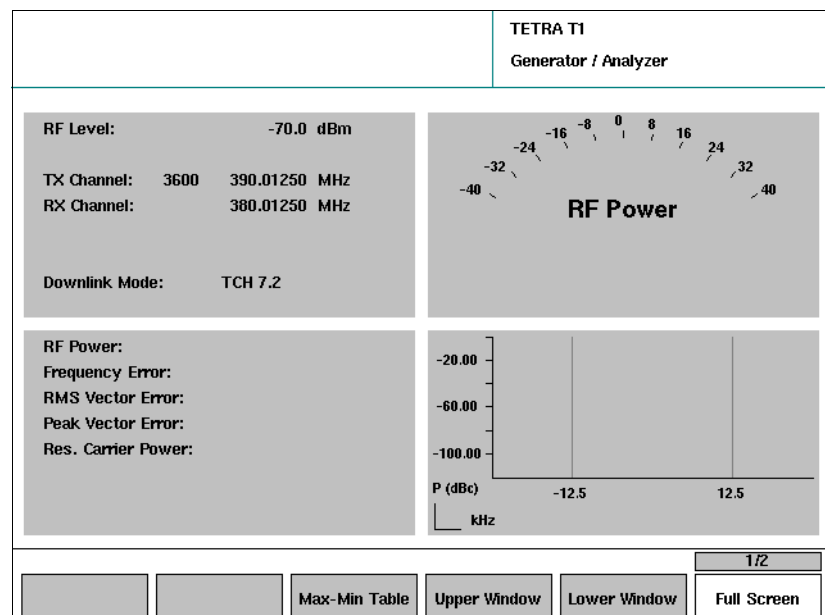 TETRA T1
Generator / Analyzer
RF Level: -70.0 dBm
TX Channel: 3600 390.01250 MHz
RX Channel: 380.01250 MHz
Downlink Mode: TCH 7.2
-40 -32 -24 -16 -8 0 8 16 24 32 40
RF Power
RF Power:
Frequency Error:
RMS Vector Error:
Peak Vector Error:
Res. Carrier Power:
-20.00
-60.00
-100.00
P (dBc) -12.5 12.5
kHz
1/2
Max-Min Table Upper Window Lower Window Full Screen